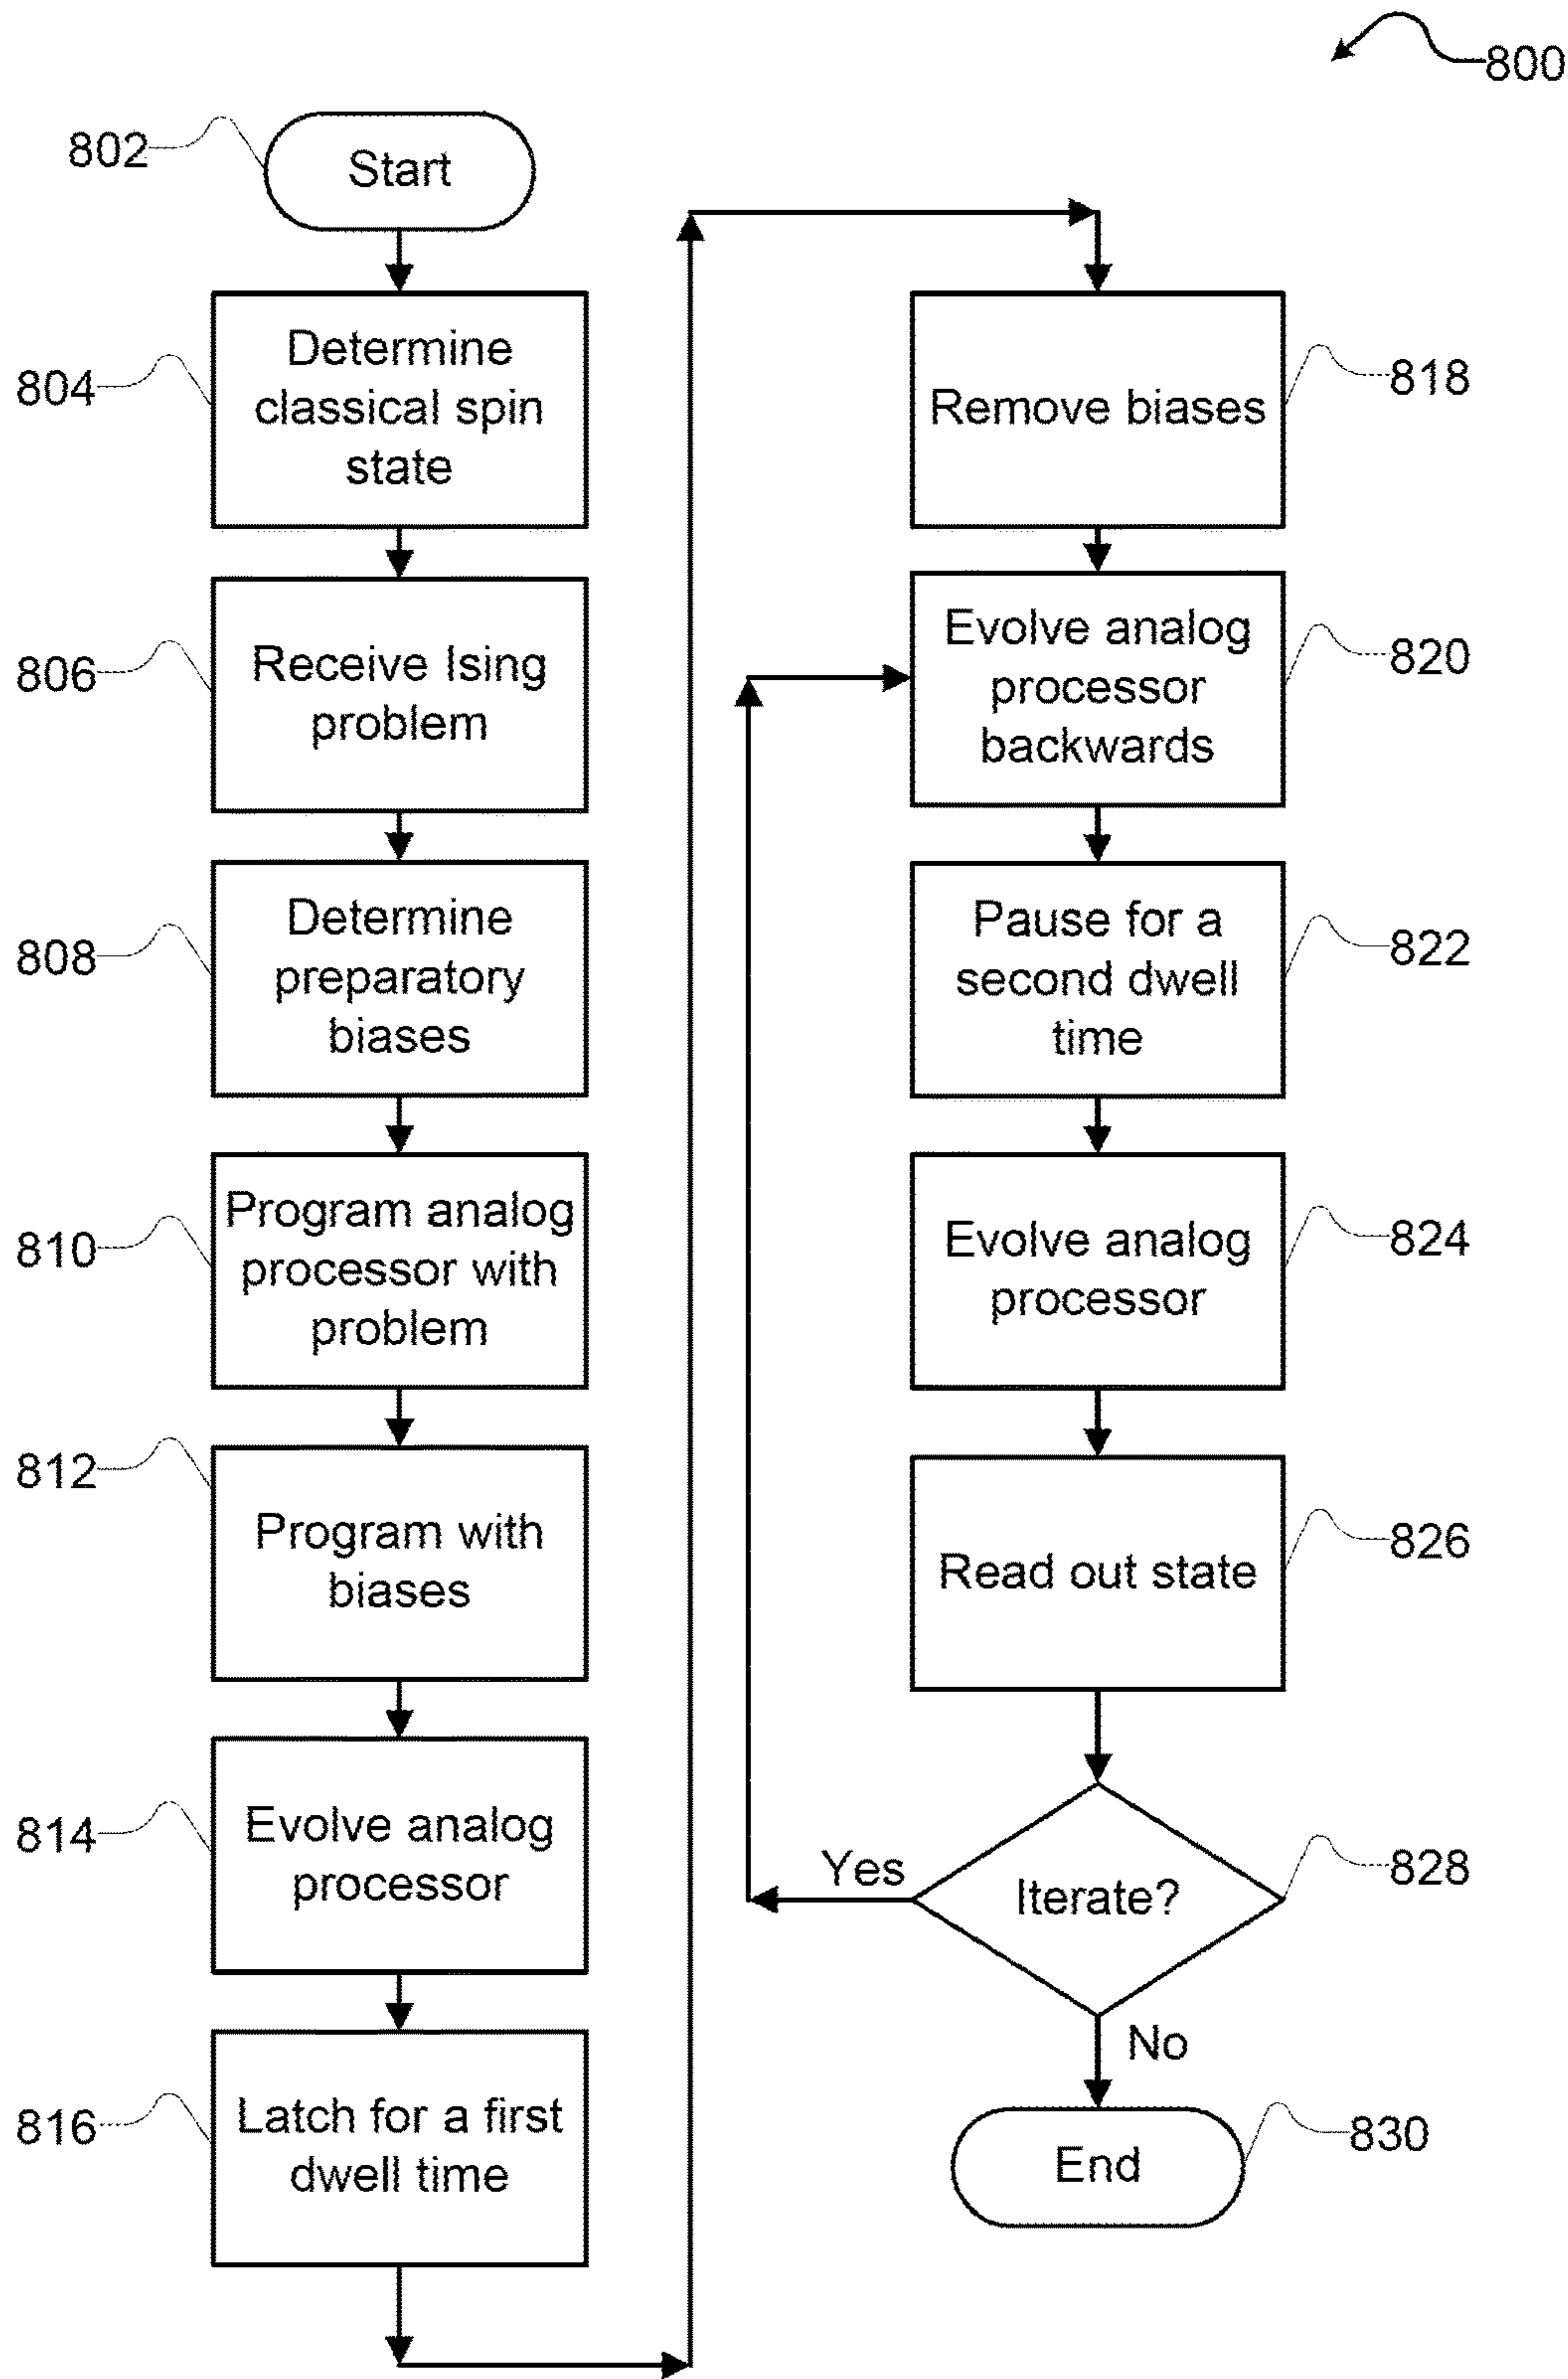 800
802
Start
804
Determine
classical spin
state
806
Receive Ising
problem
808
Determine
preparatory
biases
810
Program analog
processor with
problem
812
Program with
biases
814
Evolve analog
processor
816
Latch for a first
dwell time
Remove biases
818
Evolve analog
processor
backwards
820
Pause for a
second dwell
time
822
Evolve analog
processor
824
Read out state
826
Iterate?
828
Yes
No
End
830